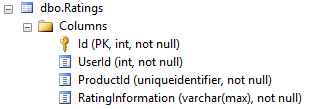 dbo.Ratings
Columns
Id (PK, int, not null)
UserId (int, not null)
ProductId (uniqueidentifier, not null)
RatingInformation (varchar(max), not null)